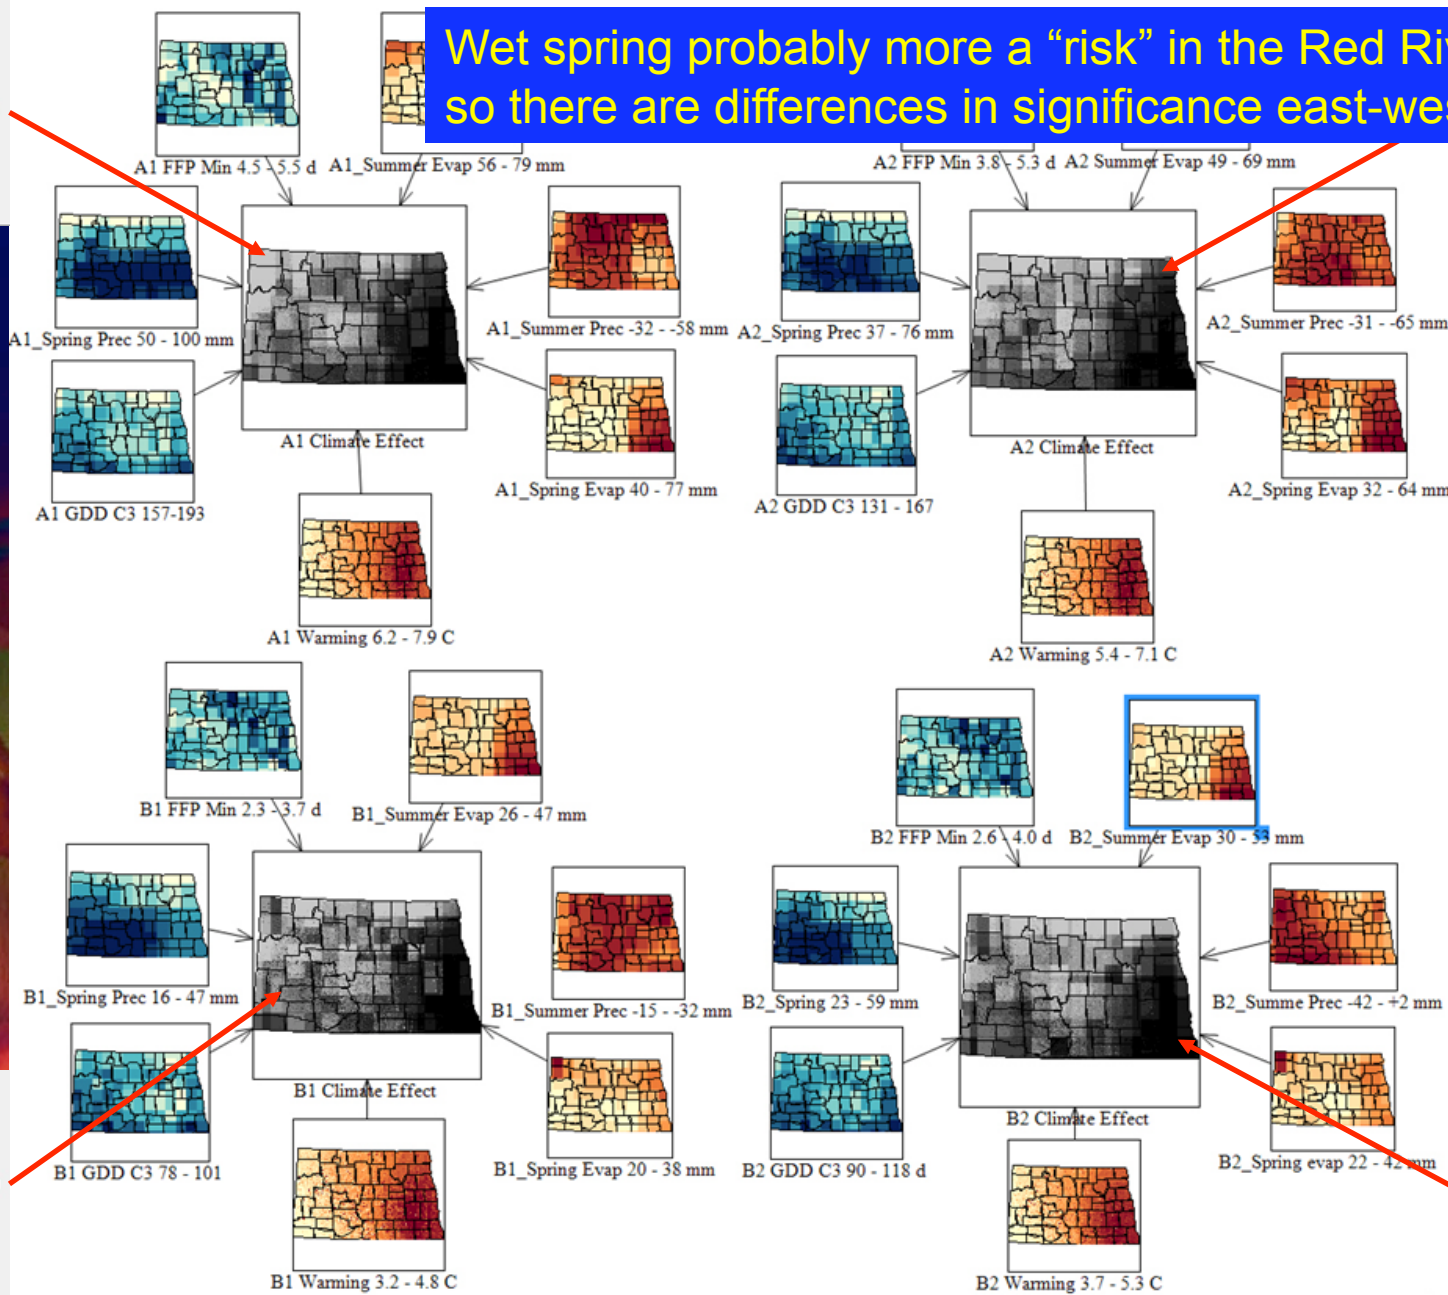 Wet spring probably more a “risk” in the Red
so there are differences in significance
A1 FFP Min 4.5 - 5.5 d
A1_Summer Evap 56 - 79 mm
A2 FFP Min 3.8 - 5.3 d
A2 Summer Evap 49 - 69 mm
A1_Spring Prec 50 - 100 mm
A1_Summer Prec -32 - -58 mm
A2_Spring Prec 37 - 76 mm
A2_Summer Prec -31 - -65 mm
A1 Climate Effect
A2 Climate Effect
A1 GDD C3 157-193
A1_Spring Evap 40 - 77 mm
A2 GDD C3 131 - 167
A2_Spring Evap 32 - 64 mm
A1 Warming 6.2 - 7.9 C
A2 Warming 5.4 - 7.1 C
B1 FFP Min 2.3 - 3.7 d
B1_Summer Evap 26 - 47 mm
B2 FFP Min 2.6 - 4.0 d
B2_Summer Evap 30 - 53 mm
B1_Spring Prec 16 - 47 mm
B1_Summer Prec -15 - -32 mm
B2_Spring 23 - 59 mm
B2_Summe Prec -42 - +2 mm
B1 Climate Effect
B2 Climate Effect
B1 GDD C3 78 - 101
B1_Spring Evap 20 - 38 mm
B2 GDD C3 90 - 118 d
B2_Spring evap 22 - 42 mm
B1 Warming 3.2 - 4.8 C
B2 Warming 3.7 - 5.3 C